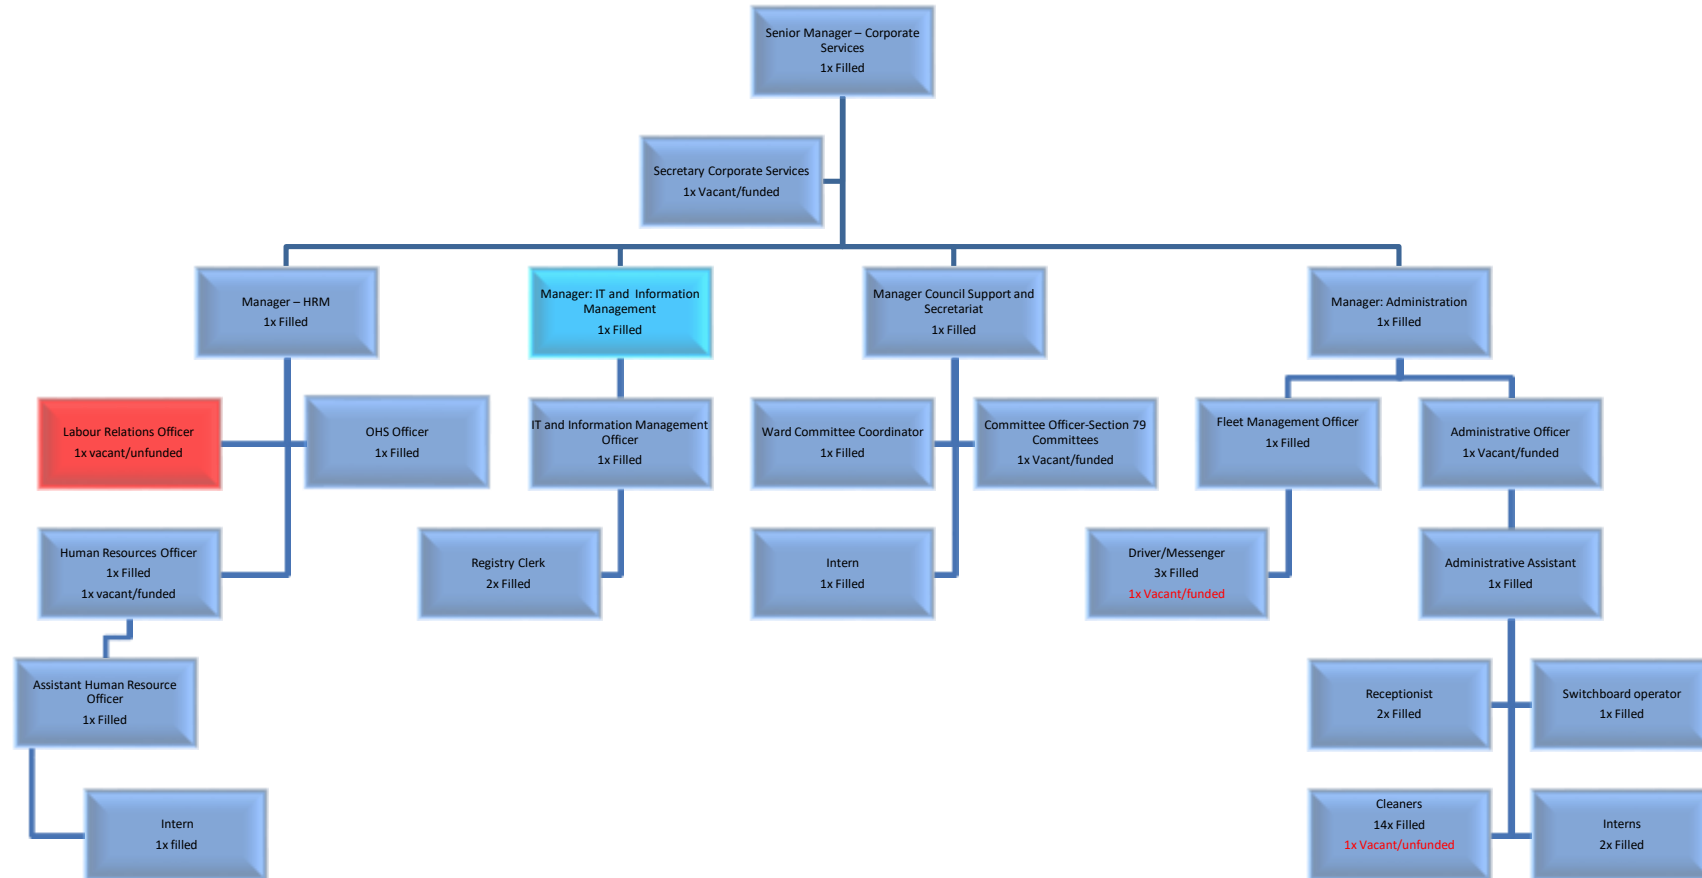 Senior Manager – Corporate
Services
1x Filled
Secretary Corporate Services
1x Vacant/funded
Manager – HRM
1x Filled
Manager: IT and Information
Management
1x Filled
Manager Council Support and
Secretariat
1x Filled
Manager: Administration
1x Filled
Labour Relations Officer
1x vacant/unfunded
OHS Officer
1x Filled
IT and Information Management
Officer
1x Filled
Ward Committee Coordinator
1x Filled
Committee Officer-Section 79
Committees
1x Vacant/funded
Fleet Management Officer
1x Filled
Administrative Officer
1x Vacant/funded
Human Resources Officer
1x Filled
1x vacant/funded
Registry Clerk
2x Filled
Intern
1x Filled
Driver/Messenger
3x Filled
1x Vacant/funded
Administrative Assistant
1x Filled
Assistant Human Resource
Officer
1x Filled
Receptionist
2x Filled
Switchboard operator
1x Filled
Intern
1x filled
Cleaners
14x Filled
1x Vacant/unfunded
Interns
2x Filled